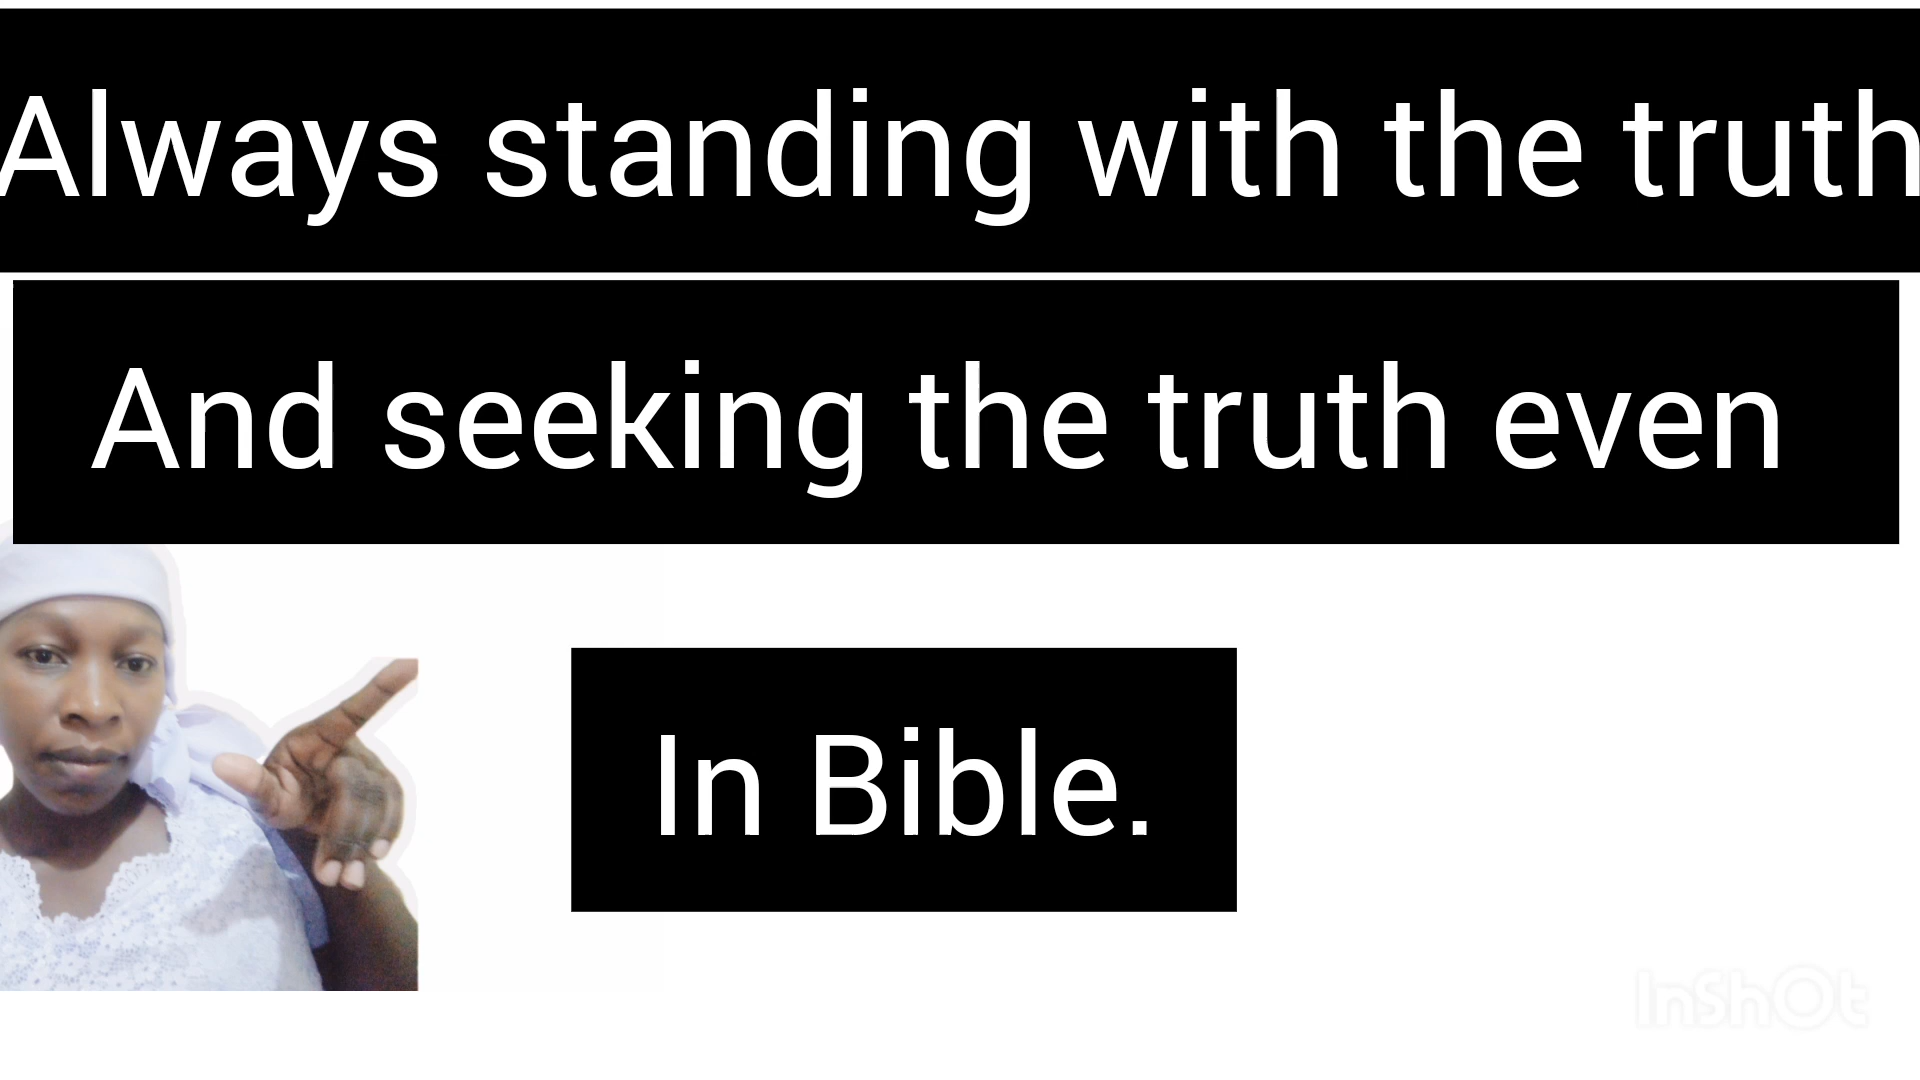 Always standing with the truth
And seeking the truth even
In Bible.
InShOt